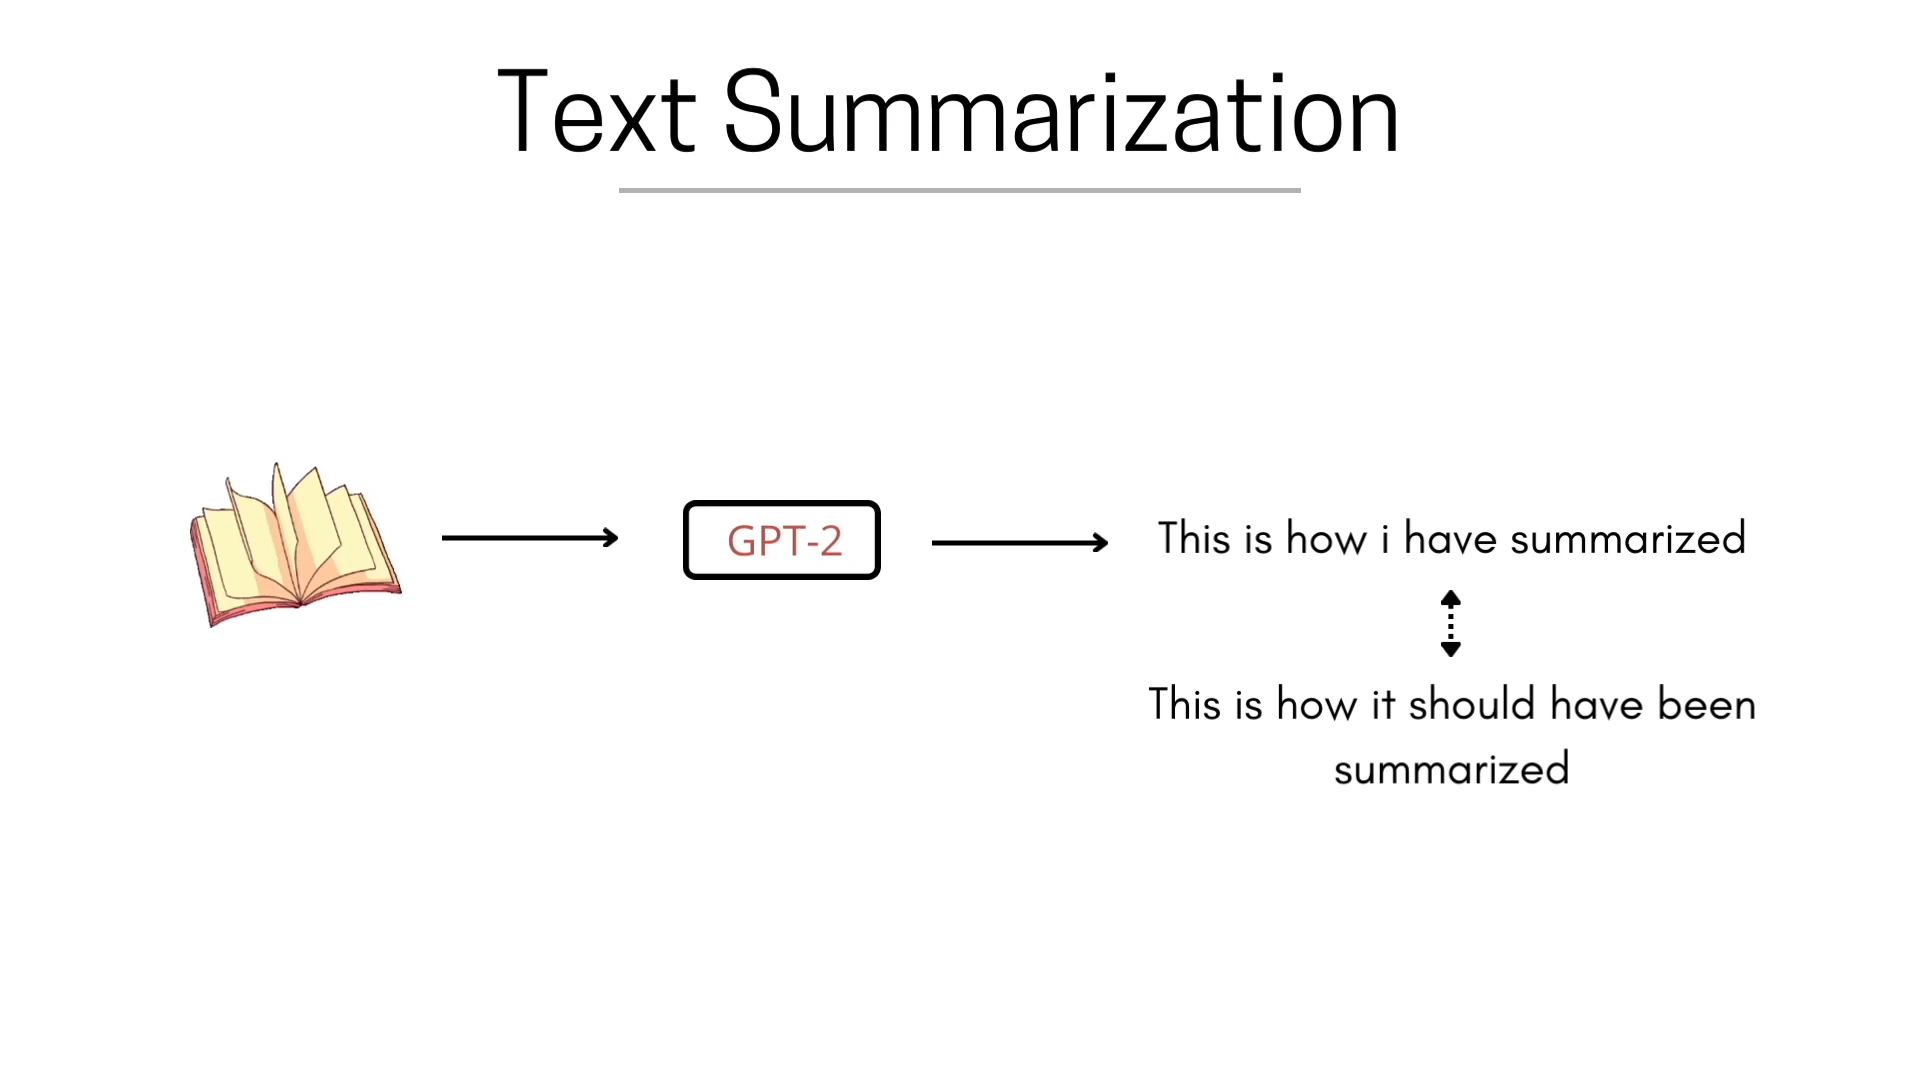 Text Summarization
GPT-2
This is how i have summarized
This is how it should have been
summarized